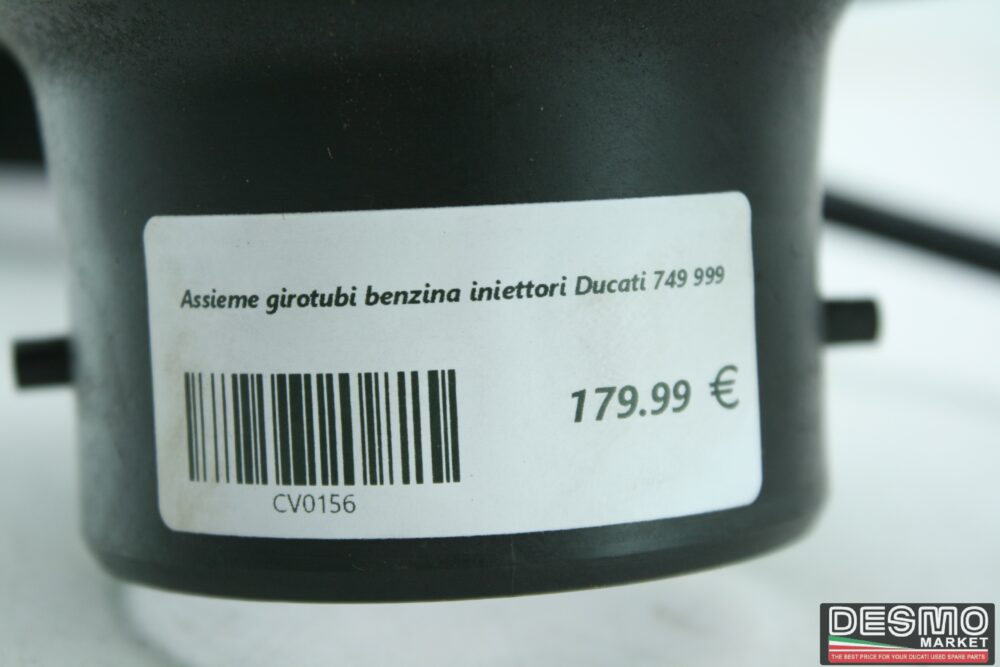 Assieme girotubi benzina iniettori Ducati 749 999
179.99 €
CV0156
DESMO
MARKET
THE BEST PRICE FOR YOUR DUCATI USED SPARE PARTS